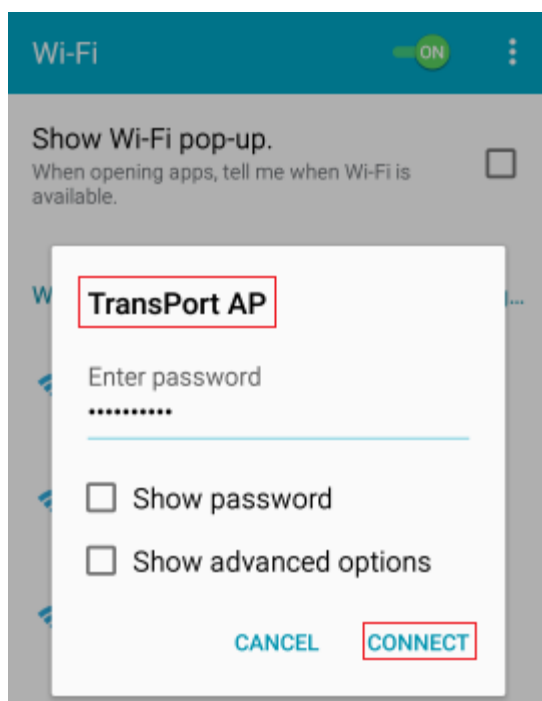 Wi-Fi
ON
Show Wi-Fi pop-up.
When opening apps, tell me when Wi-Fi is
available.
TransPort AP
Enter password
••••••••••
Show password
Show advanced options
CANCEL CONNECT